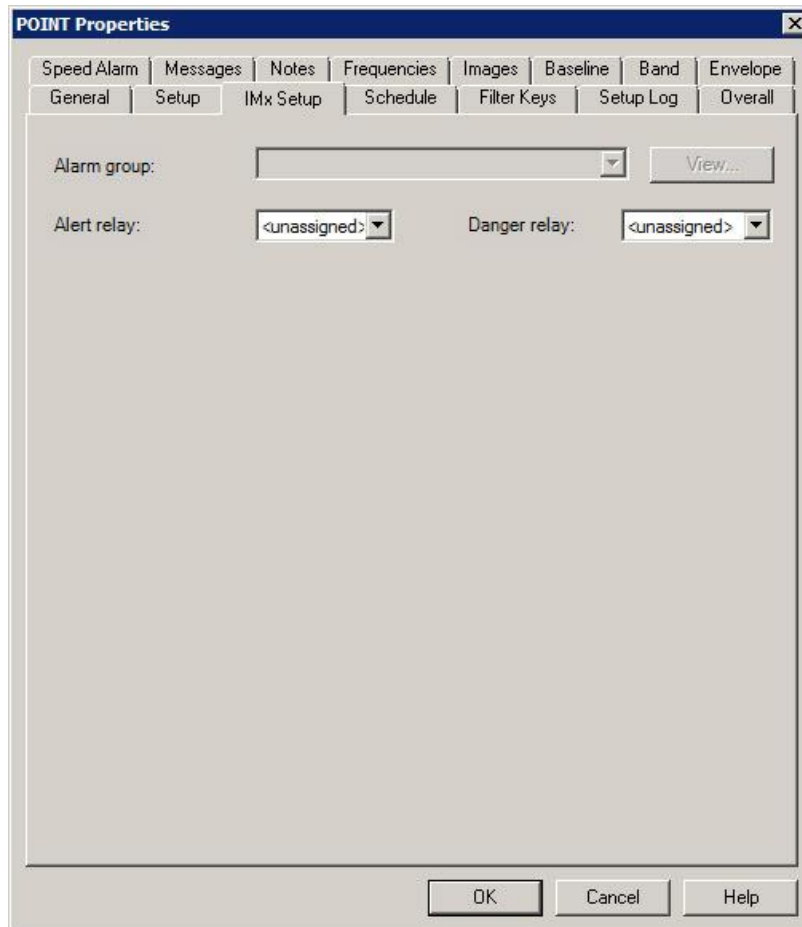 POINT Properties
Speed Alarm Messages Notes Frequencies Images Baseline Band Envelope
General Setup IMx Setup Schedule Filter Keys Setup Log Overall
Alarm group: View...
Alert relay: <unassigned> Danger relay: <unassigned>
OK Cancel Help